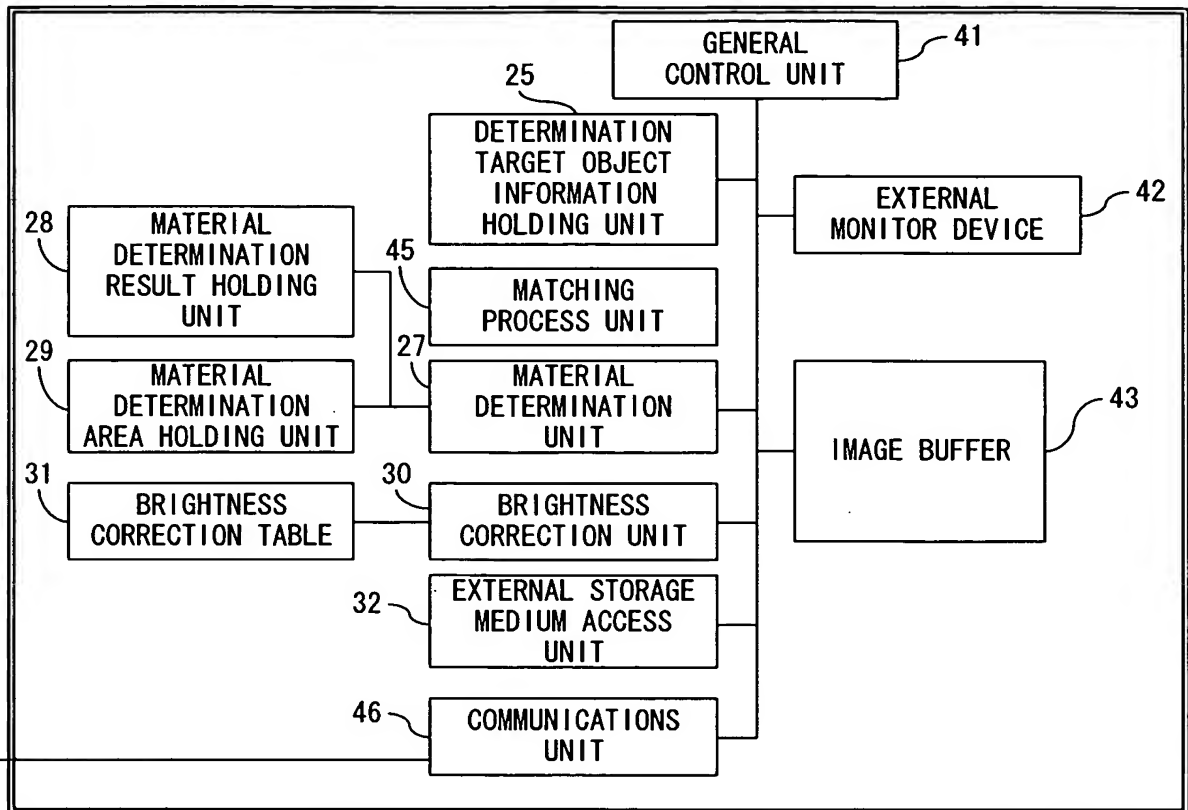 GENERAL
CONTROL UNIT
41
25
DETERMINATION
TARGET OBJECT
INFORMATION
HOLDING UNIT
EXTERNAL
MONITOR DEVICE
42
28
MATERIAL
DETERMINATION
RESULT HOLDING
UNIT
45
MATCHING
PROCESS UNIT
29
MATERIAL
DETERMINATION
AREA HOLDING UNIT
27
MATERIAL
DETERMINATION
UNIT
IMAGE BUFFER
43
31
BRIGHTNESS
CORRECTION TABLE
30
BRIGHTNESS
CORRECTION UNIT
32
EXTERNAL STORAGE
MEDIUM ACCESS
UNIT
46
COMMUNICATIONS
UNIT